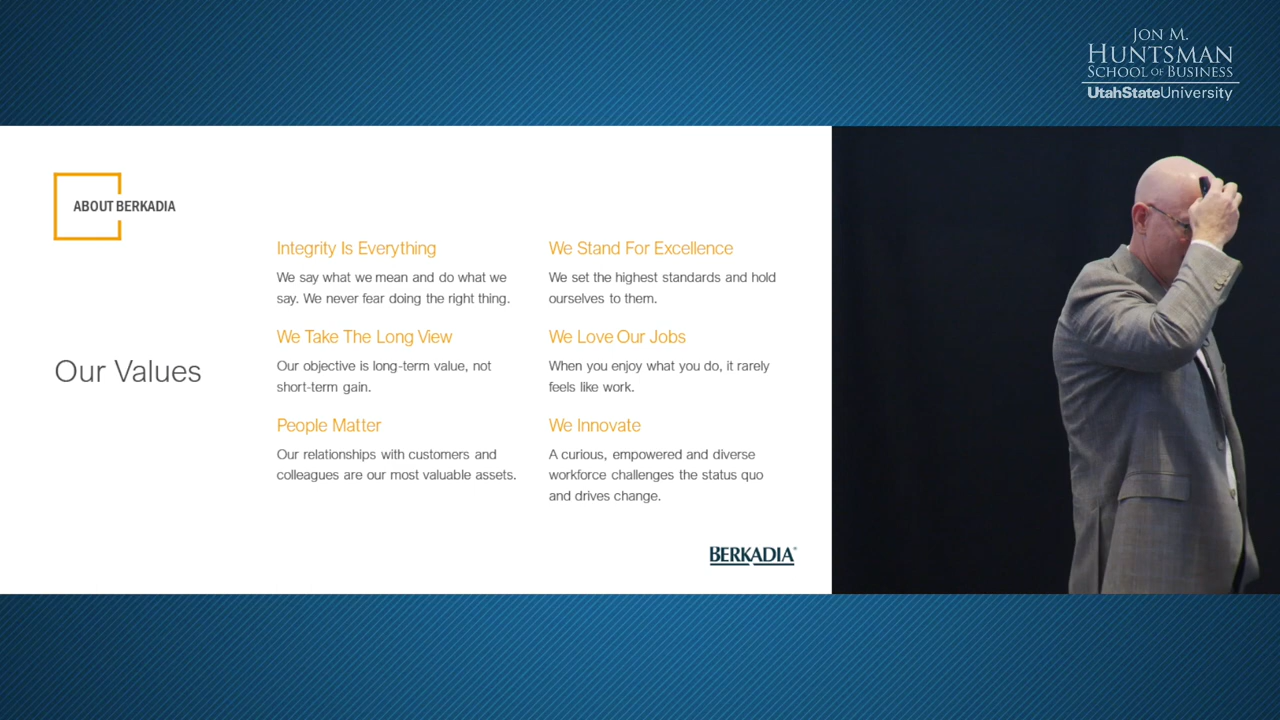 JON M.
HUNTSMAN
SCHOOL OF BUSINESS
UtahStateUniversity
ABOUT BERKADIA
Our Values
Integrity Is Everything
We say what we mean and do what we
say. We never fear doing the right thing.
We Take The Long View
Our objective is long-term value, not
short-term gain.
People Matter
Our relationships with customers and
colleagues are our most valuable assets.
We Stand For Excellence
We set the highest standards and hold
ourselves to them.
We Love Our Jobs
When you enjoy what you do, it rarely
feels like work.
We Innovate
A curious, empowered and diverse
workforce challenges the status quo
and drives change.
BERKADIA®